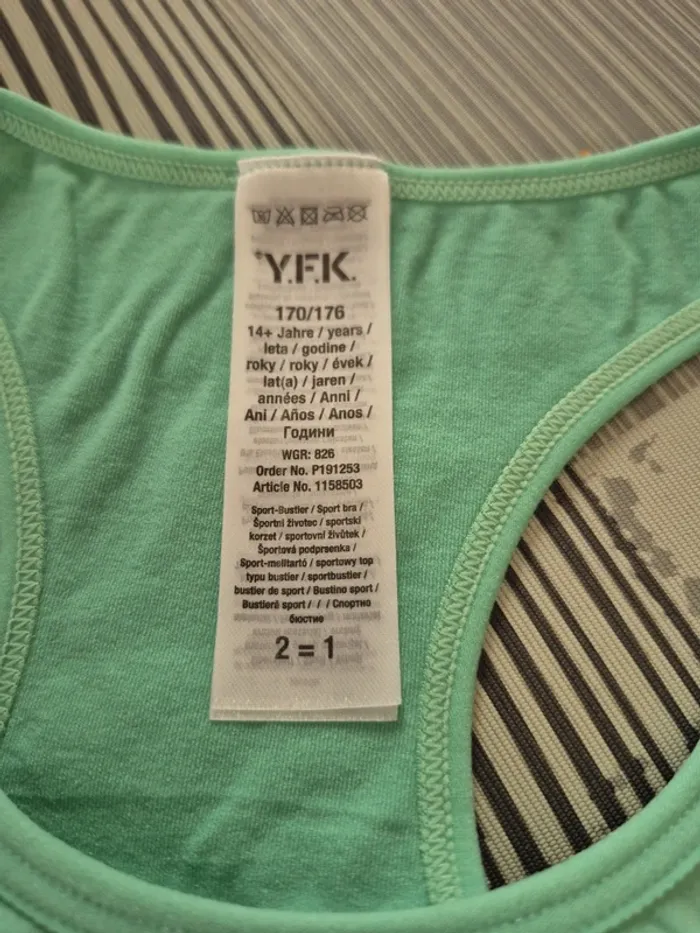 Y.F.K.
170/176
14+ Jahre / years /
leta / godine /
roky / roky / évek /
lat(a) / jaren /
années / Anni /
Ani / Años / Anos /
Години
WGR: 826
Order No. P191253
Article No. 1158503
Sport-Bustier / Sport bra /
Športni životec / sportski
korzet / sportovní živůtek /
Športová podprsenka /
Sport-melltartó / sportowy top
typu bustier / sportbustier /
bustier de sport / Bustino sport /
Bustieră sport / / / Спортно
бюстие
2 = 1